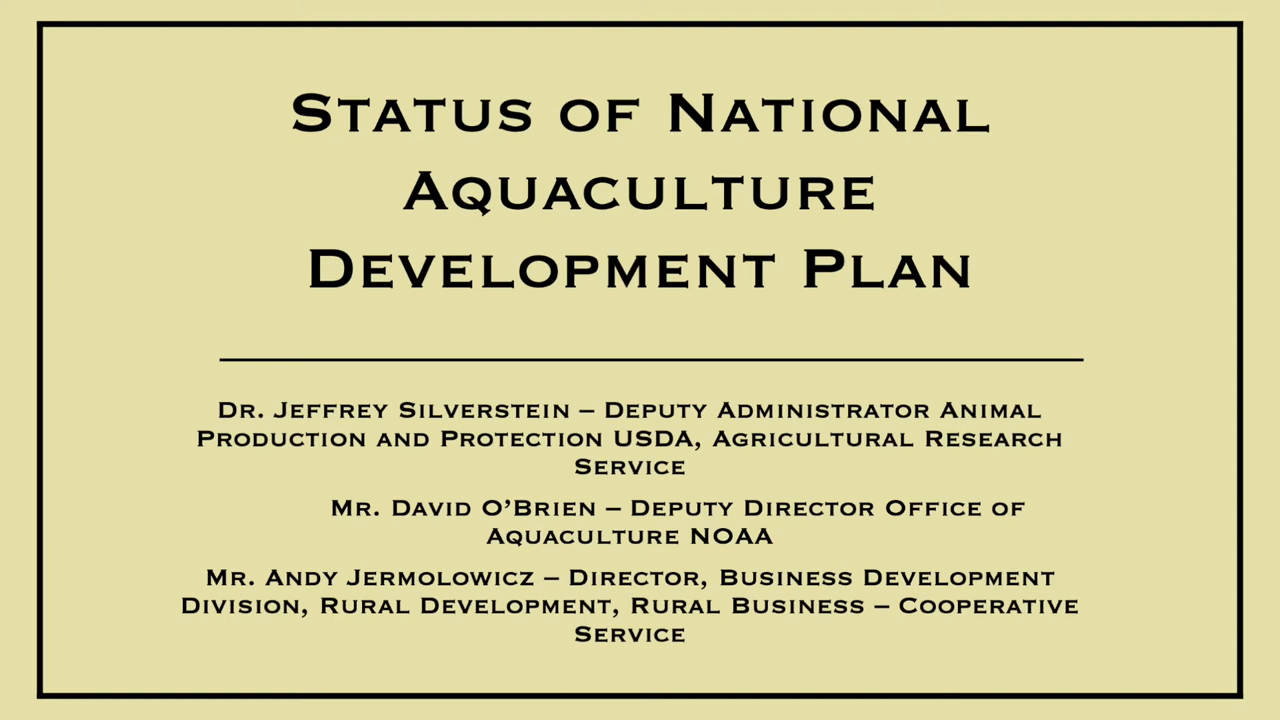 Status of National
Aquaculture
Development Plan
Dr. Jeffrey Silverstein – Deputy Administrator Animal
Production and Protection USDA, Agricultural Research
Service
Mr. David O’Brien – Deputy Director Office of
Aquaculture NOAA
Mr. Andy Jermolowicz – Director, Business Development
Division, Rural Development, Rural Business – Cooperative
Service